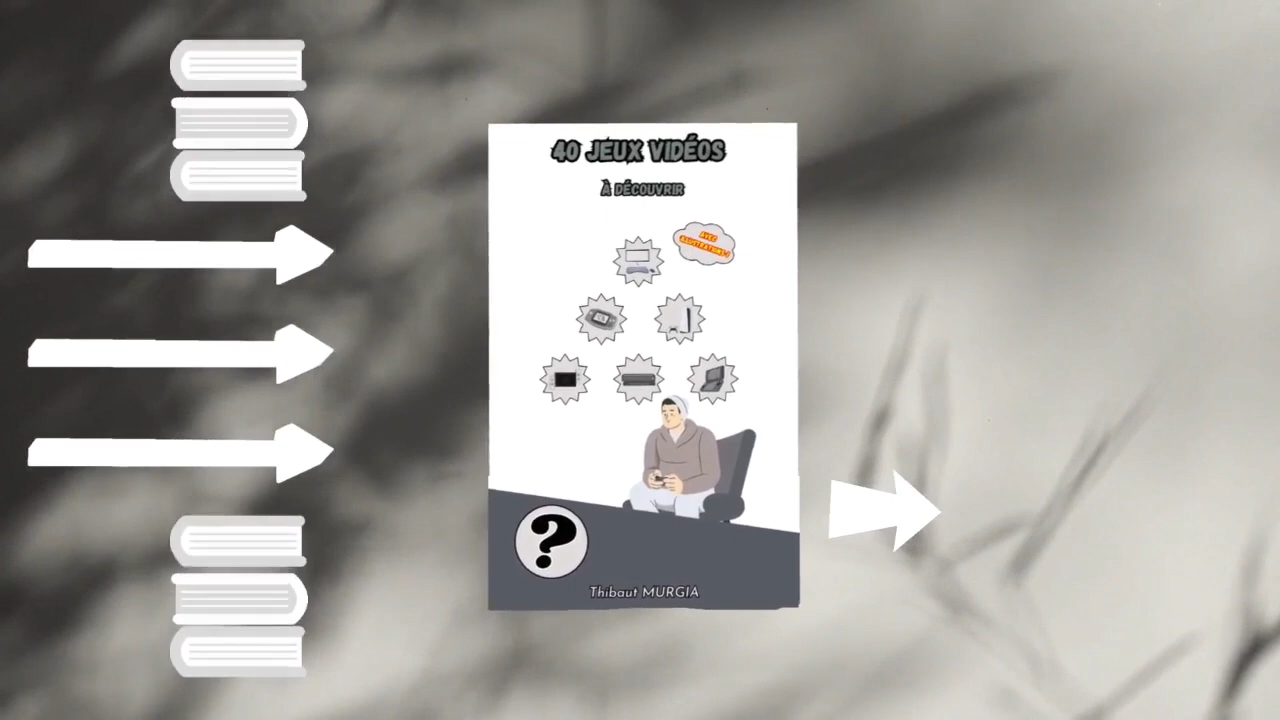 40 JEUX VIDÉOS
À DÉCOUVRIR
AVEC
ILLUSTRATIONS !
?
Thibaut MURGIA